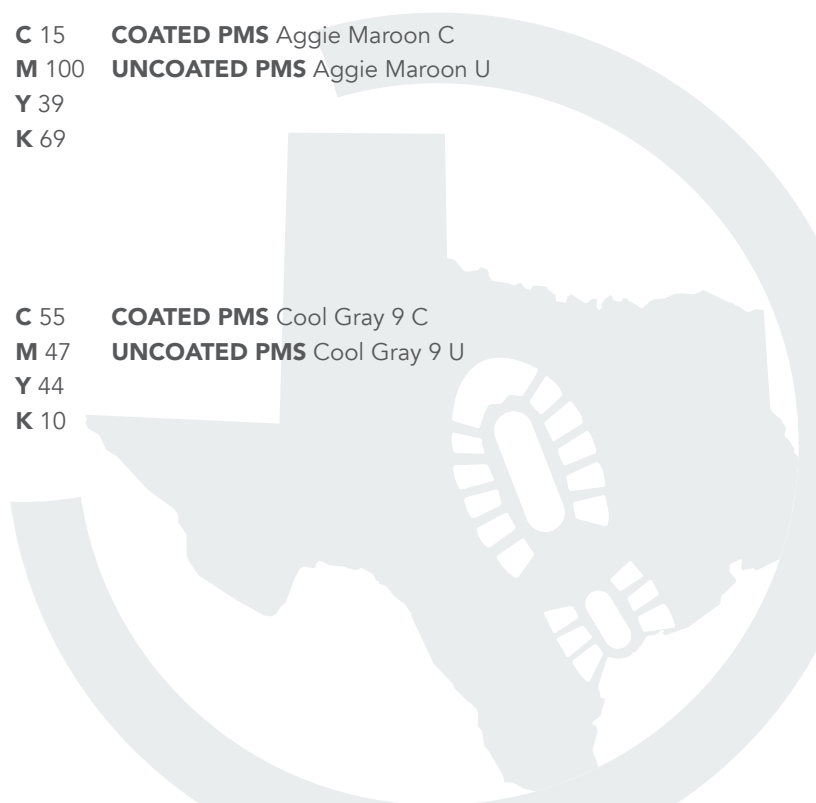 C 15 COATED PMS Aggie Maroon C
M 100 UNCOATED PMS Aggie Maroon U
Y 39
K 69
C 55 COATED PMS Cool Gray 9 C
M 47 UNCOATED PMS Cool Gray 9 U
Y 44
K 10